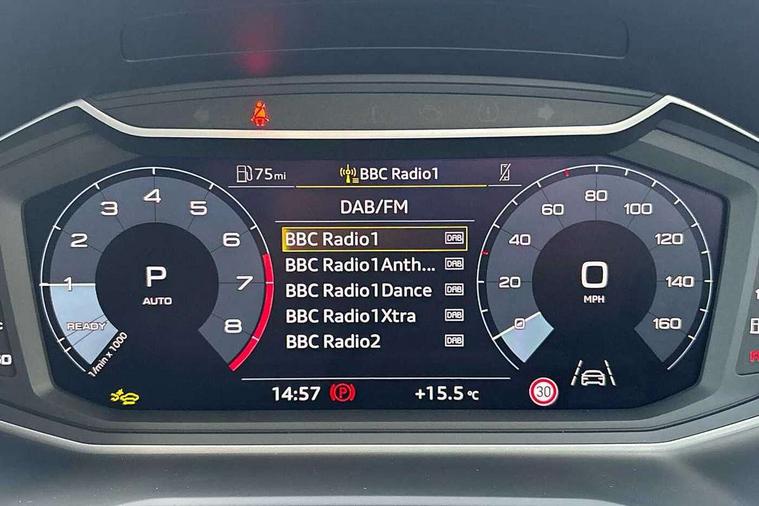 75mi
BBC Radio1
DAB/FM
BBC Radio1 DAB
BBC Radio1Anth... DAB
BBC Radio1Dance DAB
BBC Radio1Xtra DAB
BBC Radio2 DAB
1 2 3 4 5 6 7 8
P
AUTO
READY
1/min x 1000
0 20 40 60 80 100 120 140 160
0
MPH
14:57
P
+15.5 °C
30